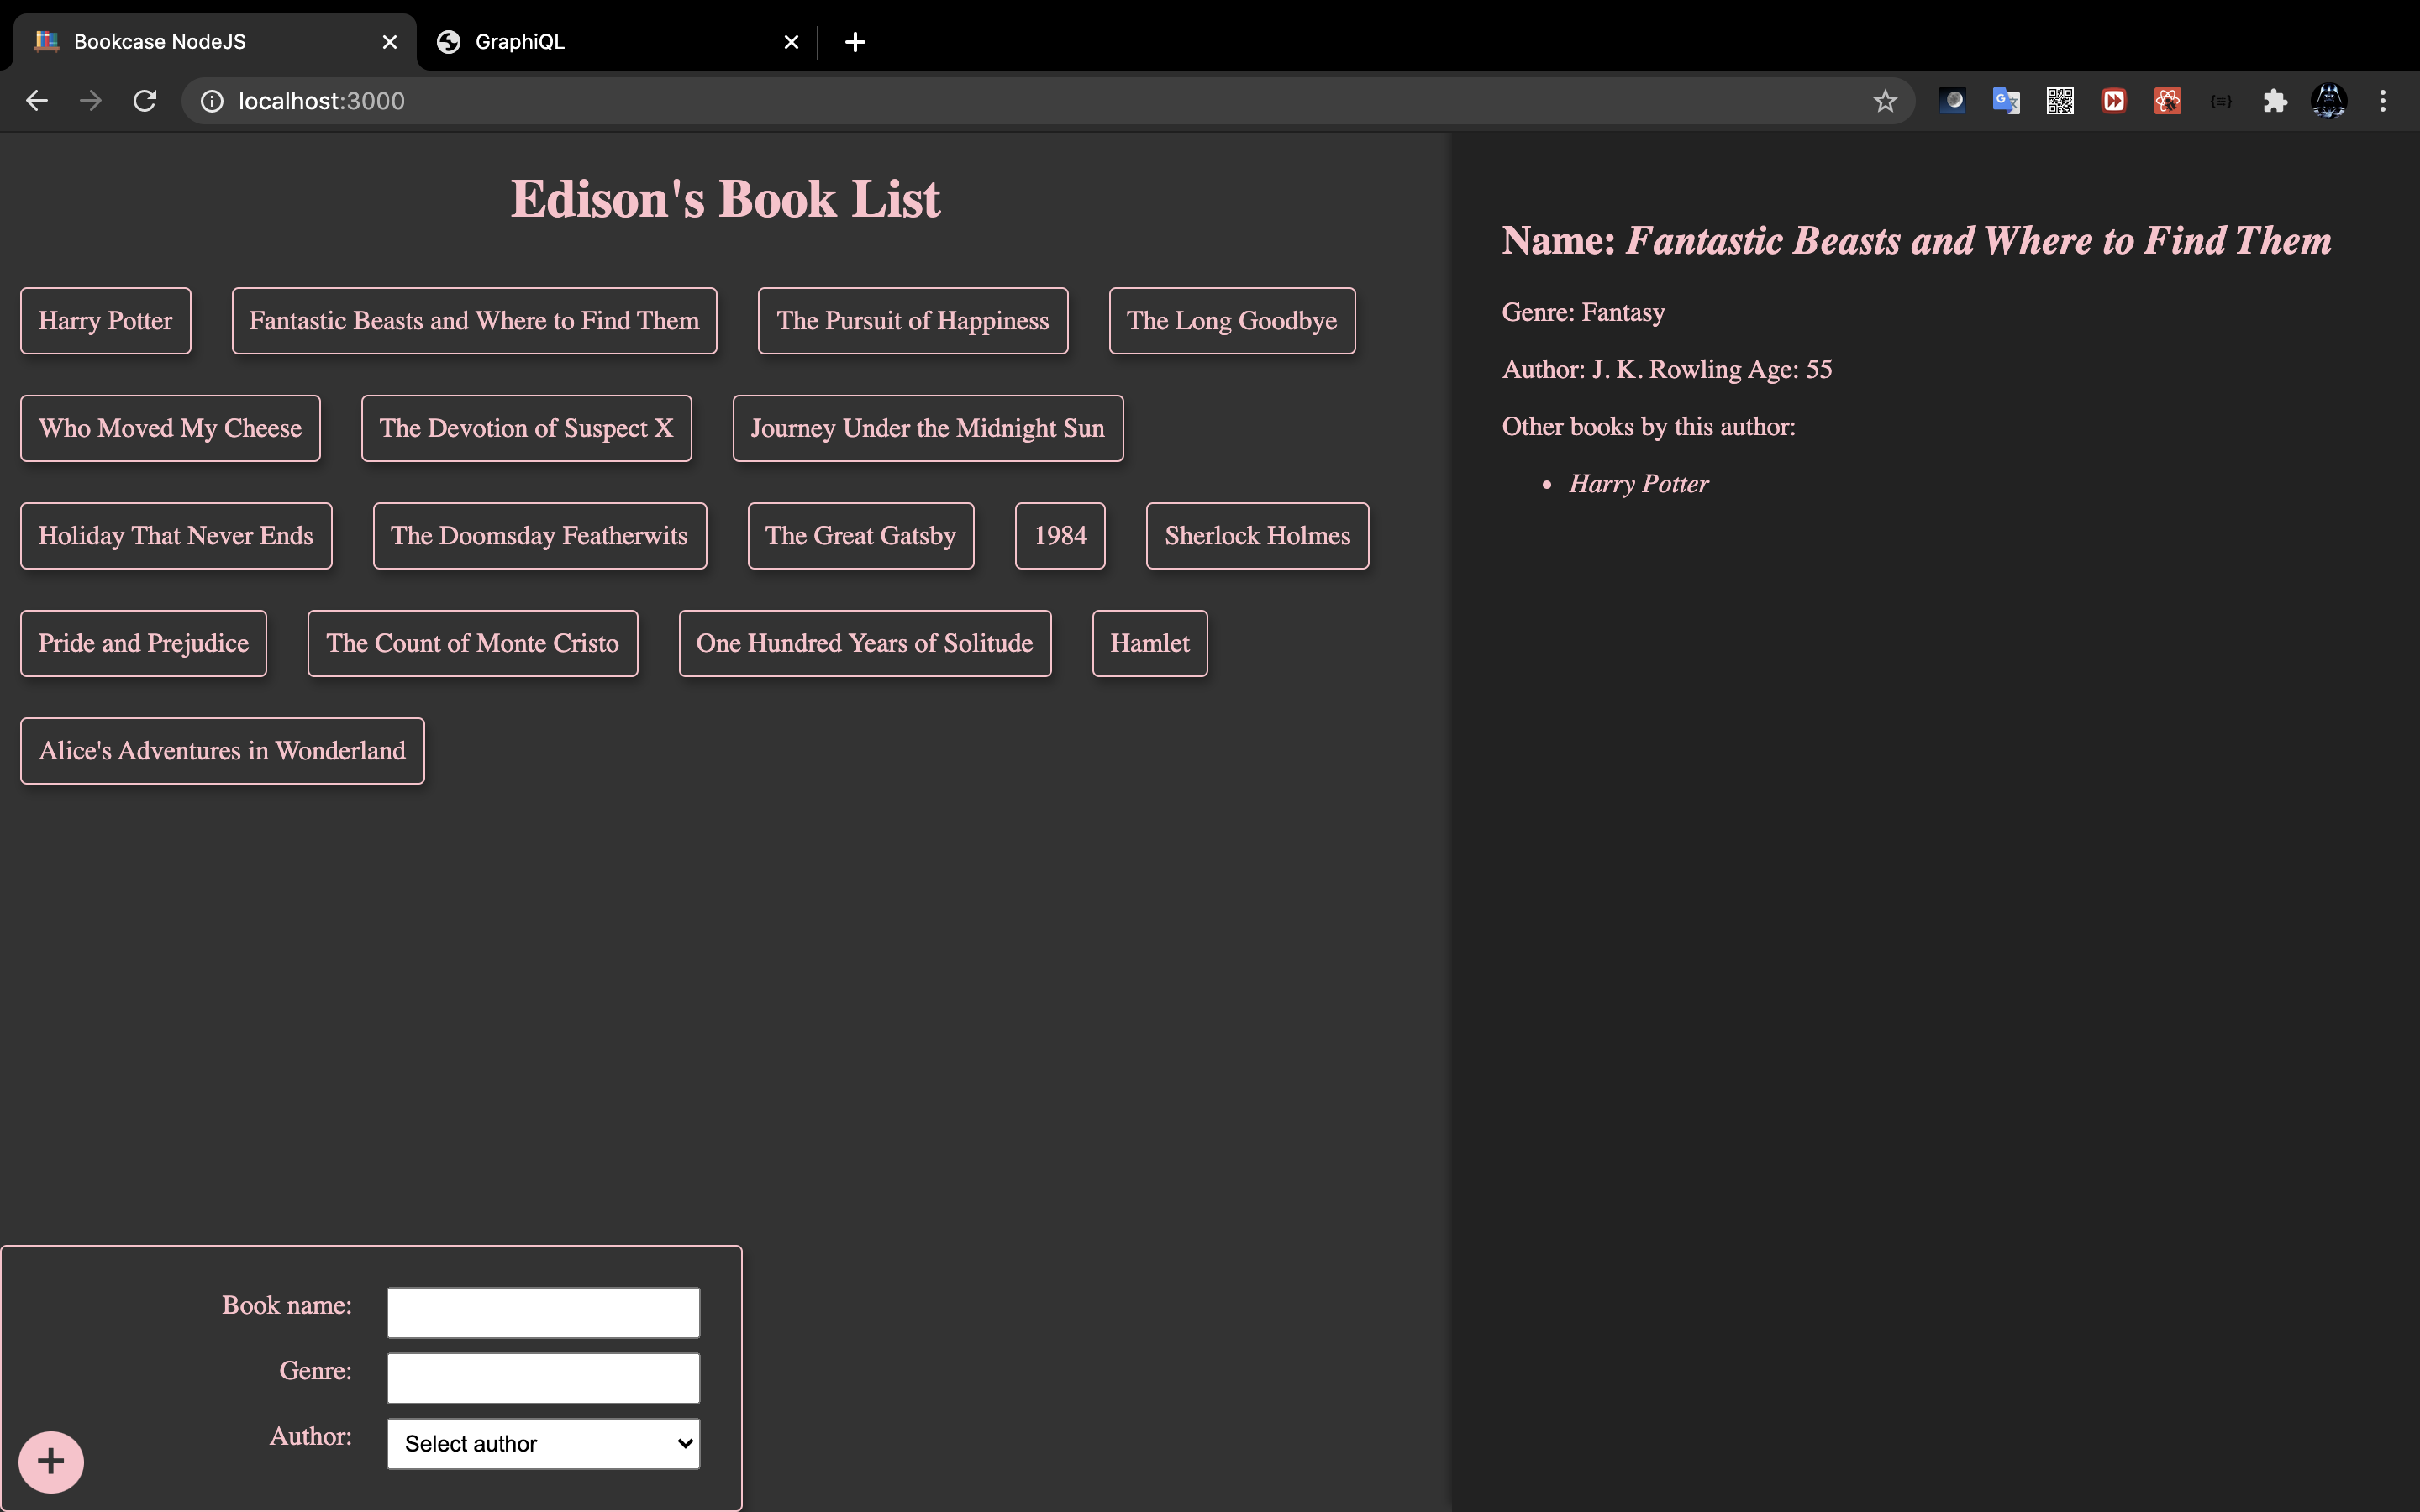 Bookcase NodeJS GraphiQL
localhost:3000
Edison's Book List
Harry Potter Fantastic Beasts and Where to Find Them The Pursuit of Happiness The Long Goodbye
Who Moved My Cheese The Devotion of Suspect X Journey Under the Midnight Sun
Holiday That Never Ends The Doomsday Featherwits The Great Gatsby 1984 Sherlock Holmes
Pride and Prejudice The Count of Monte Cristo One Hundred Years of Solitude Hamlet
Alice's Adventures in Wonderland
Book name:
Genre:
Author: Select author
+
Name: Fantastic Beasts and Where to Find Them
Genre: Fantasy
Author: J. K. Rowling Age: 55
Other books by this author:
• Harry Potter